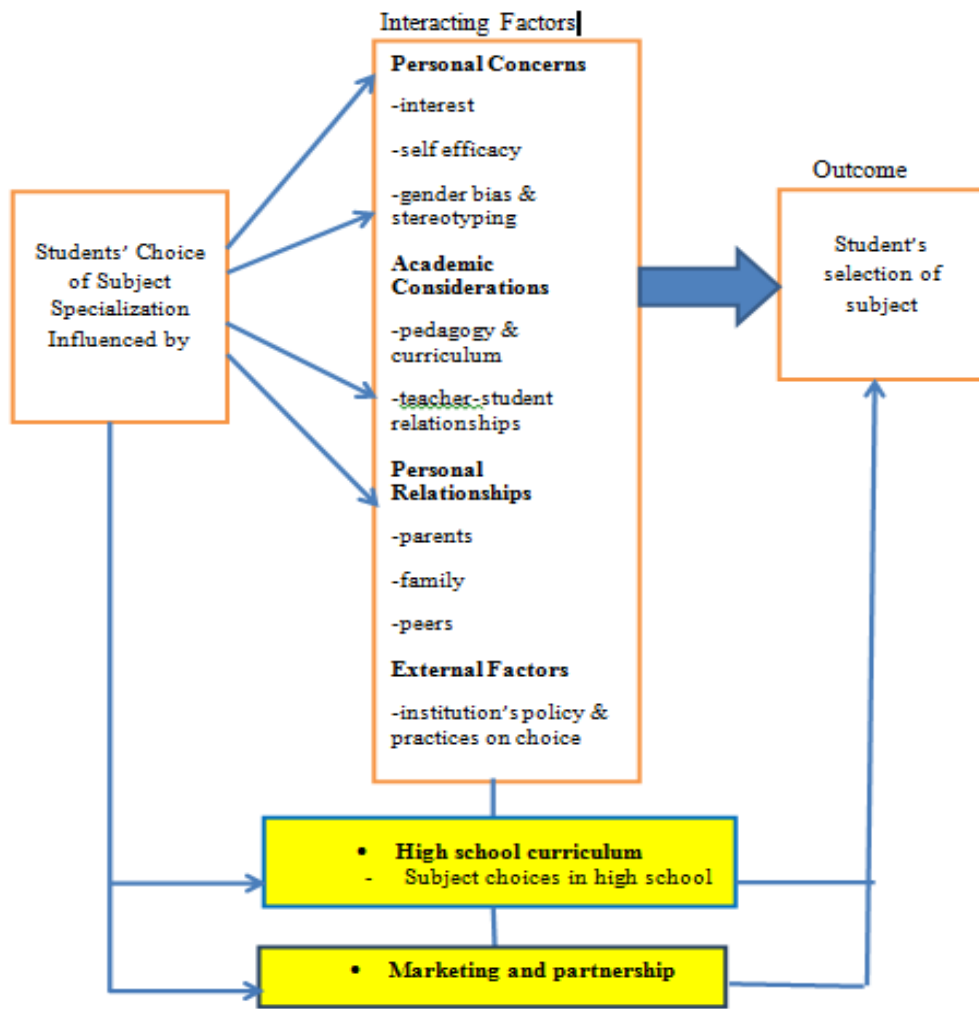 Interacting Factors
Personal Concerns
-interest
-self efficacy
-gender bias &
stereotyping
Academic
Considerations
-pedagogy &
curriculum
-teacher-student
relationships
Personal
Relationships
-parents
-family
-peers
External Factors
-institution's policy &
practices on choice
Students' Choice
of Subject
Specialization
Influenced by
Outcome
Student's
selection of
subject
• High school curriculum
- Subject choices in high school
• Marketing and partnership